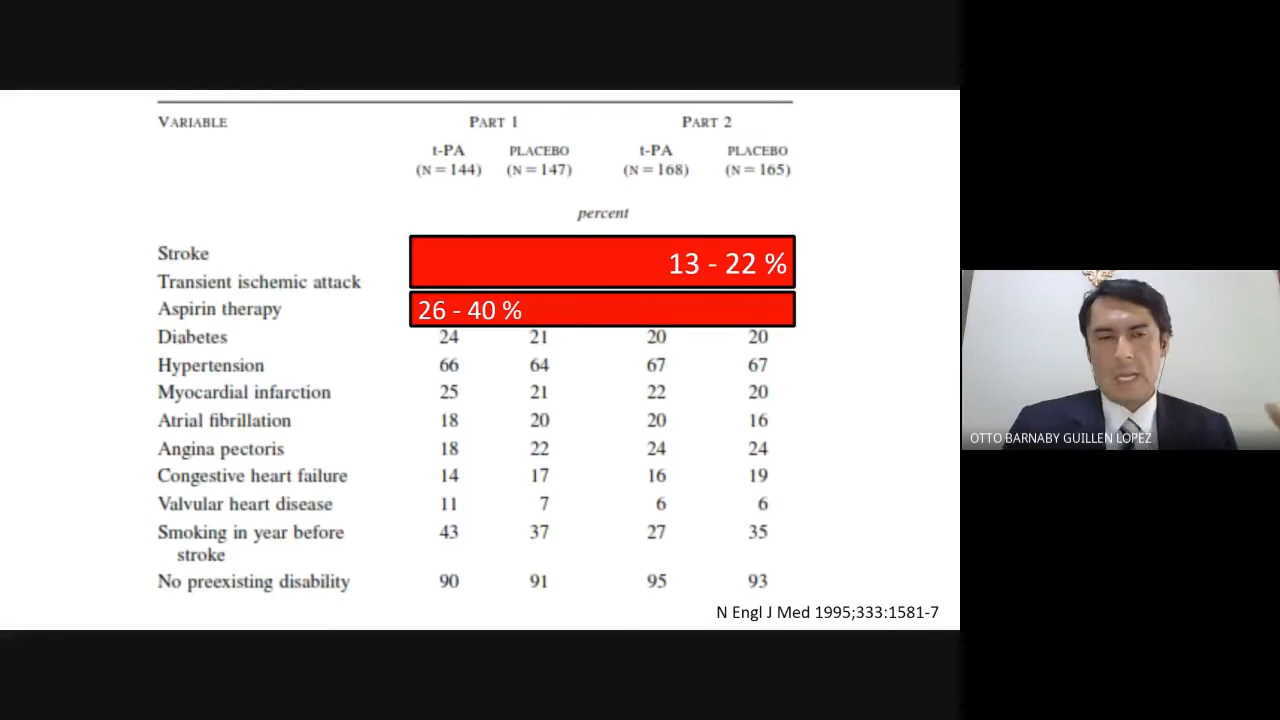 VARIABLE PART 1 PART 2
t-PA PLACEBO t-PA PLACEBO
(N = 144) (N = 147) (N = 168) (N = 165)
percent
Stroke
13 - 22 %
Transient ischemic attack
Aspirin therapy 26 - 40 %
Diabetes 24 21 20 20
Hypertension 66 64 67 67
Myocardial infarction 25 21 22 20
Atrial fibrillation 18 20 20 16
Angina pectoris 18 22 24 24
Congestive heart failure 14 17 16 19
Valvular heart disease 11 7 6 6
Smoking in year before 43 37 27 35
stroke
No preexisting disability 90 91 95 93
N Engl J Med 1995;333:1581-7
OTTO BARNABY GUILLEN LOPEZ